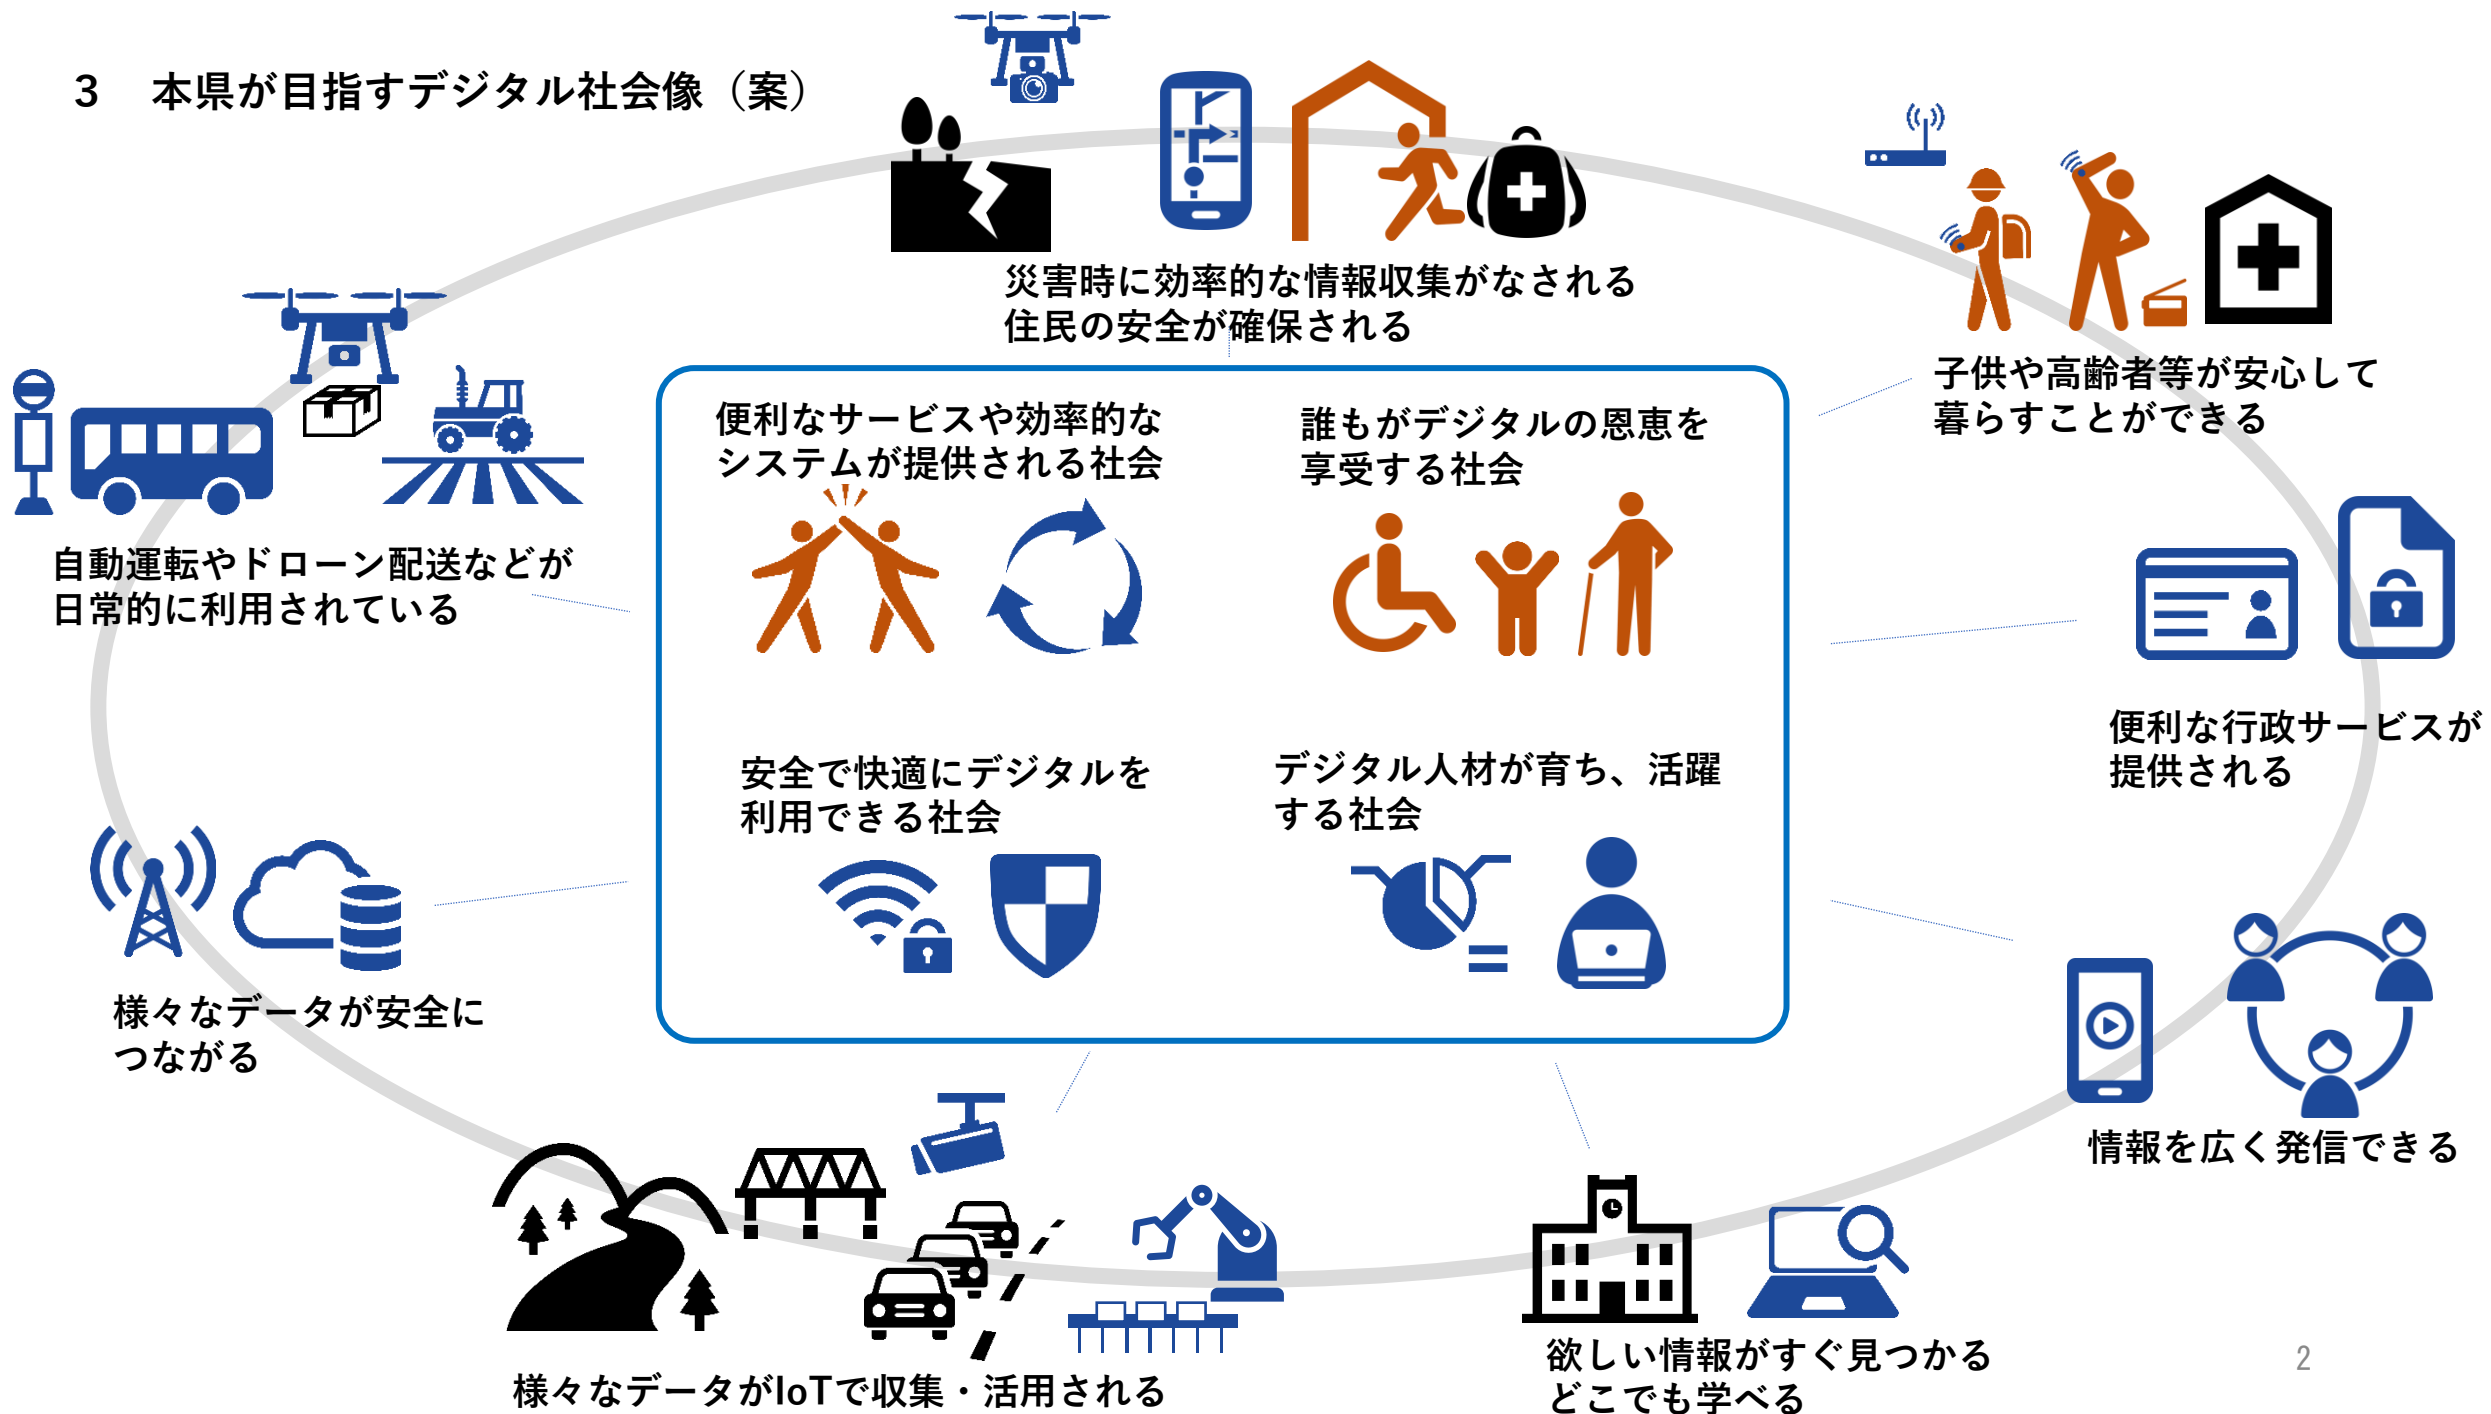 3 本県が目指すデジタル社会像（案）
災害時に効率的な情報収集がなされる
住民の安全が確保される
子供や高齢者等が安心して
暮らすことができる
自動運転やドローン配送などが
日常的に利用されている
便利なサービスや効率的な
システムが提供される社会
誰もがデジタルの恩恵を
享受する社会
便利な行政サービスが
提供される
安全で快適にデジタルを
利用できる社会
デジタル人材が育ち、活躍
する社会
様々なデータが安全に
つながる
情報を広く発信できる
様々なデータがIoTで収集・活用される
欲しい情報がすぐ見つかる
どこでも学べる
2